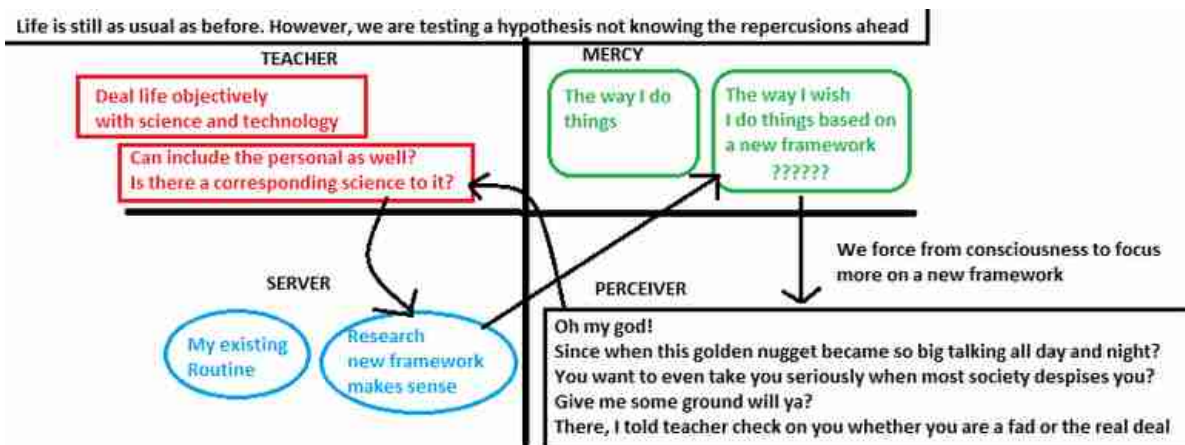 Life is still as usual as before. However, we are testing a hypothesis not knowing the repercusions ahead
TEACHER
Deal life objectively
with science and technology
Can include the personal as well?
Is there a corresponding science to it?
MERCY
The way I do
things
The way I wish
I do things based on
a new framework
??????
We force from consciousness to focus
more on a new framework
SERVER
My existing
Routine
Research
new framework
makes sense
PERCEIVER
Oh my god!
Since when this golden nugget became so big talking all day and night?
You want to even take you seriously when most society despises you?
Give me some ground will ya?
There, I told teacher check on you whether you are a fad or the real deal